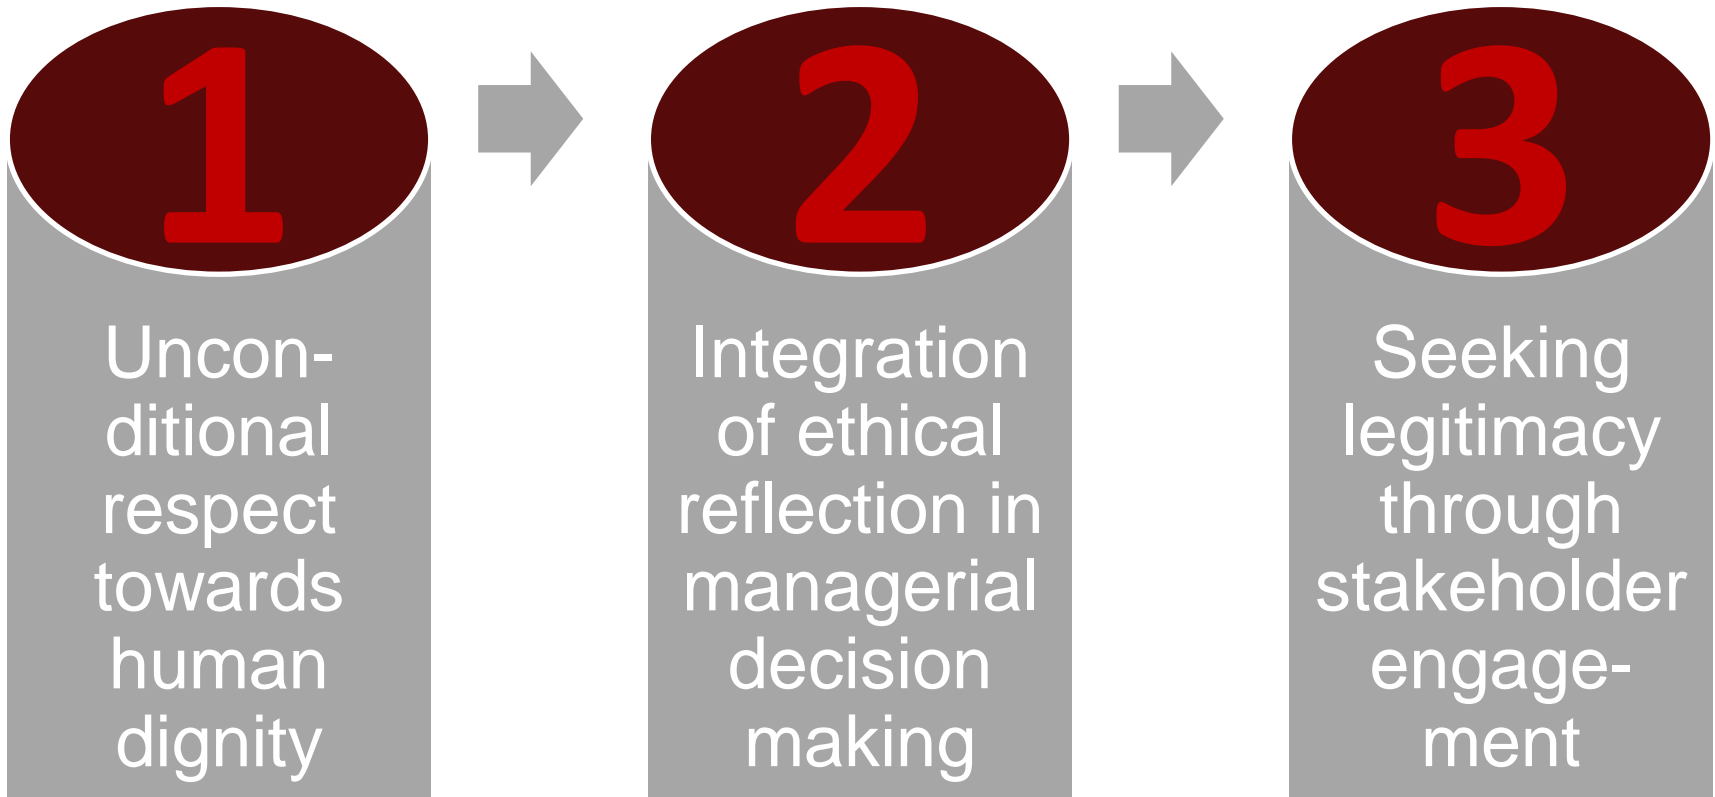 1
Uncon-
ditional
respect
towards
human
dignity
2
Integration
of ethical
reflection in
managerial
decision
making
3
Seeking
legitimacy
through
stakeholder
engage-
ment